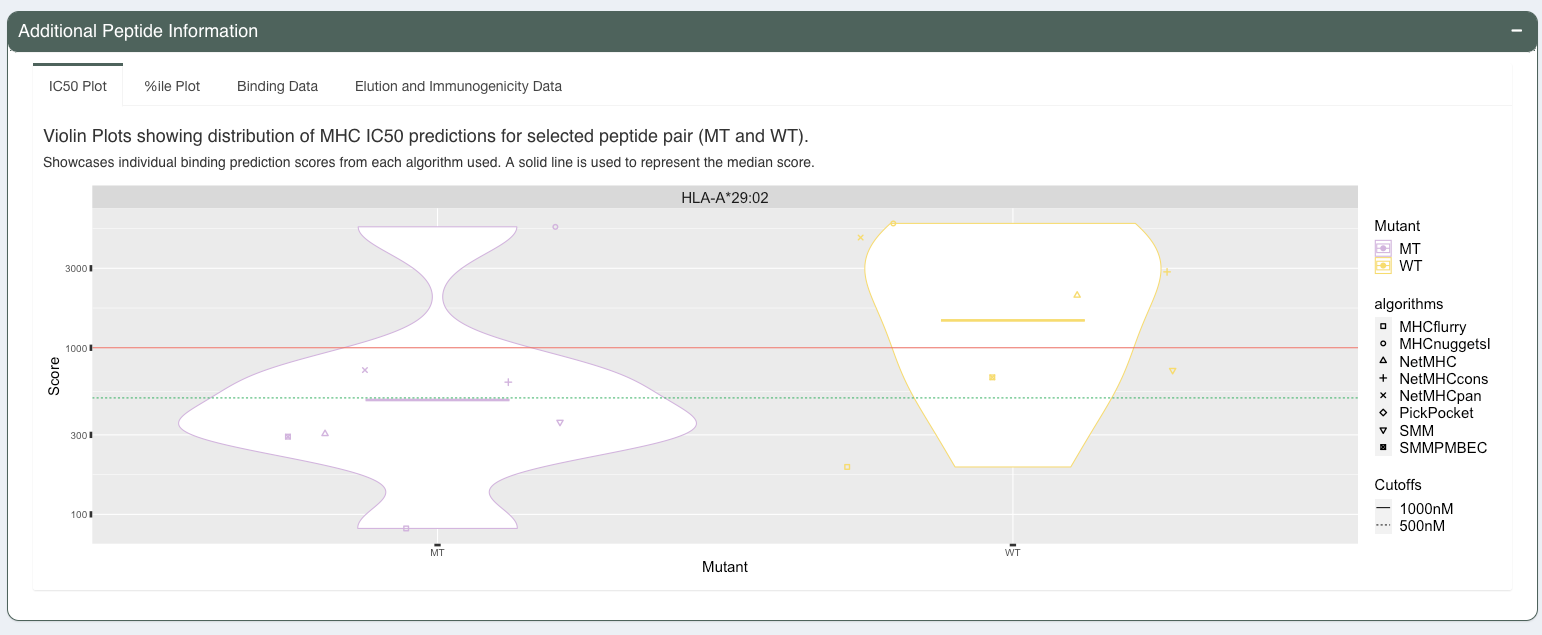 Additional Peptide Information
IC50 Plot
%ile Plot
Binding Data
Elution and Immunogenicity Data
Violin Plots showing distribution of MHC IC50 predictions for selected peptide pair (MT and WT).
Showcases individual binding prediction scores from each algorithm used. A solid line is used to represent the median score.
HLA-A*29:02
Score
3000
1000
300
100
MT
WT
Mutant
Mutant
MT
WT
algorithms
MHCflurry
MHCnuggetsI
NetMHC
NetMHCcons
NetMHCpan
PickPocket
SMM
SMMPMBEC
Cutoffs
1000nM
500nM